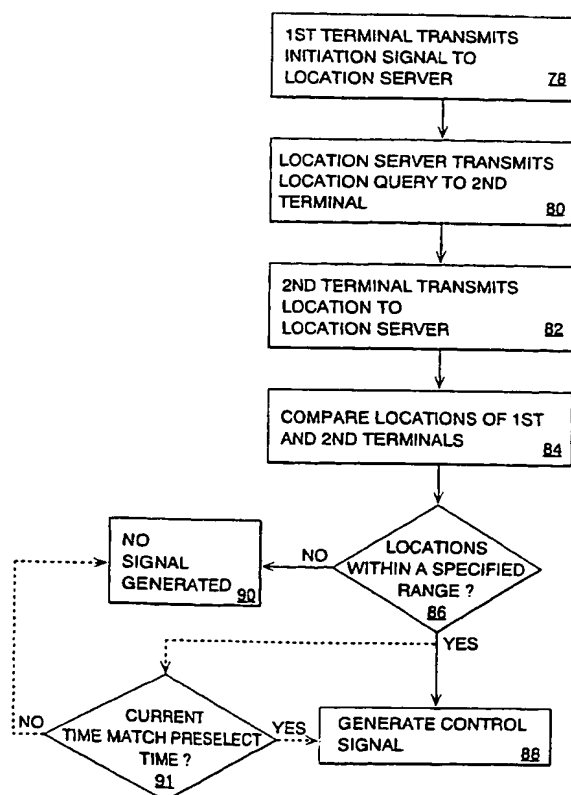 1ST TERMINAL TRANSMITS
INITIATION SIGNAL TO
LOCATION SERVER 78
LOCATION SERVER TRANSMITS
LOCATION QUERY TO 2ND
TERMINAL 80
2ND TERMINAL TRANSMITS
LOCATION TO
LOCATION SERVER 82
COMPARE LOCATIONS OF 1ST
AND 2ND TERMINALS 84
NO
SIGNAL
GENERATED 90
NO
LOCATIONS
WITHIN A SPECIFIED
RANGE ?
86
YES
NO
CURRENT
TIME MATCH PRESELECT
TIME ?
91
YES
GENERATE CONTROL
SIGNAL 88